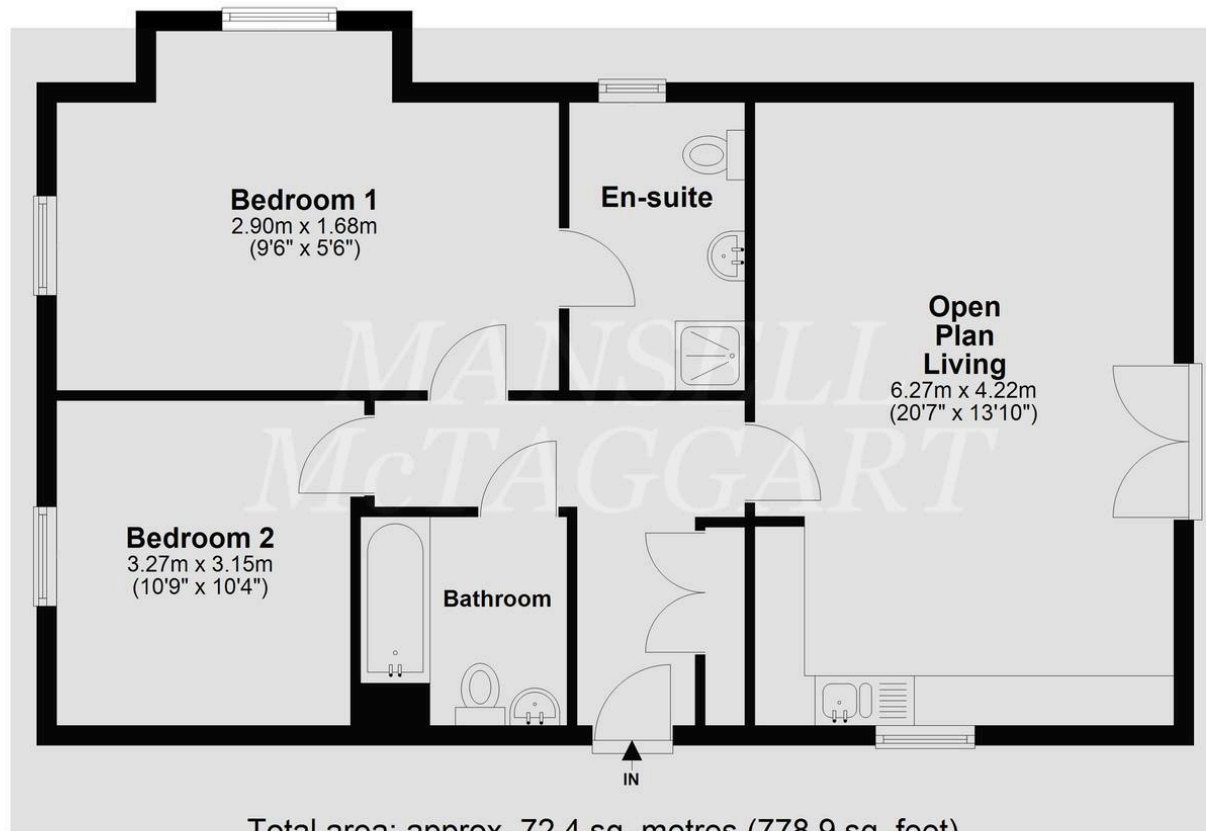 Bedroom 1
2.90m x 1.68m
(9'6" x 5'6")
En-suite
Open
Plan
Living
6.27m x 4.22m
(20'7" x 13'10")
MANSELL
McTAGGART
Bedroom 2
3.27m x 3.15m
(10'9" x 10'4")
Bathroom
IN
Total area: approx. 72.4 sq. metres (778.9 sq. feet)